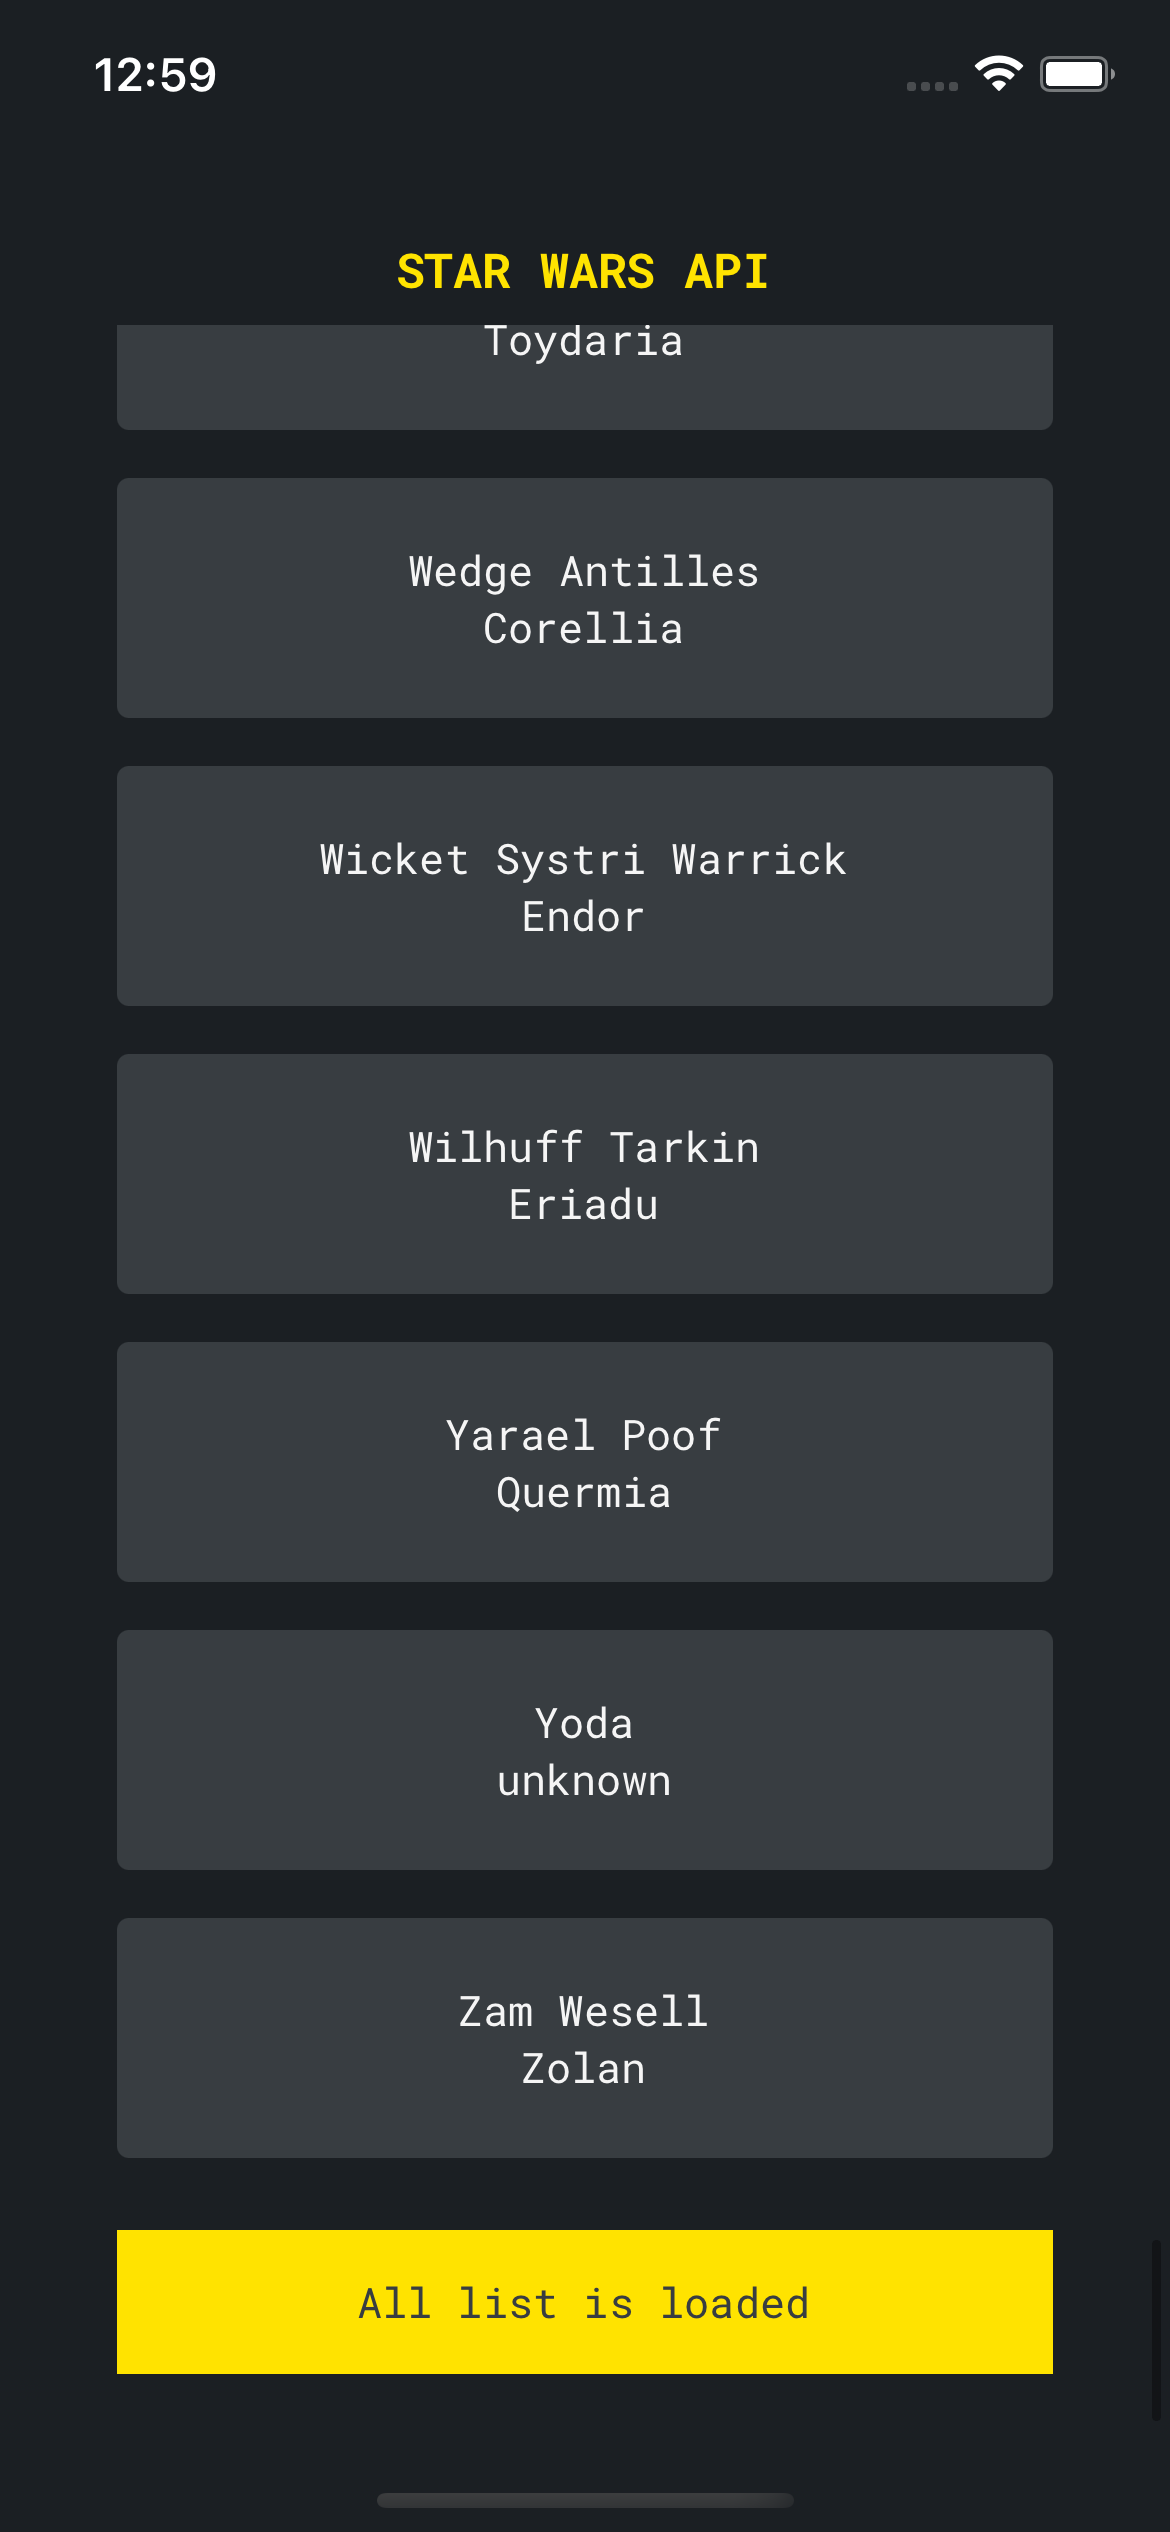 12:59
STAR WARS API
Toydaria
Wedge Antilles
Corellia
Wicket Systri Warrick
Endor
Wilhuff Tarkin
Eriadu
Yarael Poof
Quermia
Yoda
unknown
Zam Wesell
Zolan
All list is loaded